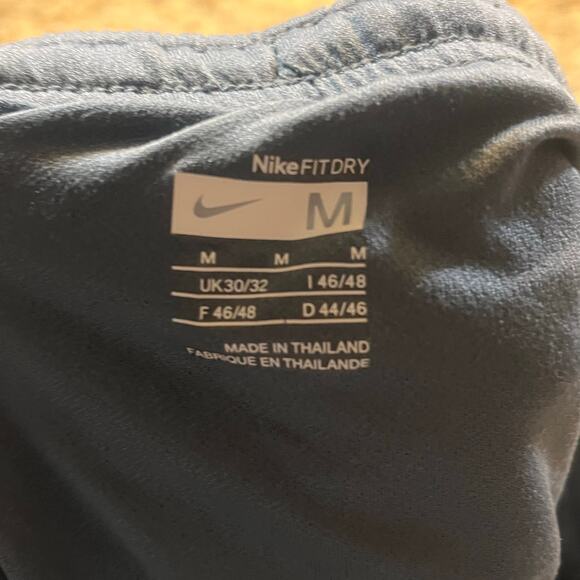 NikeFITDRY
M
M M M
UK30/32 I 46/48
F 46/48 D 44/46
MADE IN THAILAND
FABRIQUE EN THAILANDE